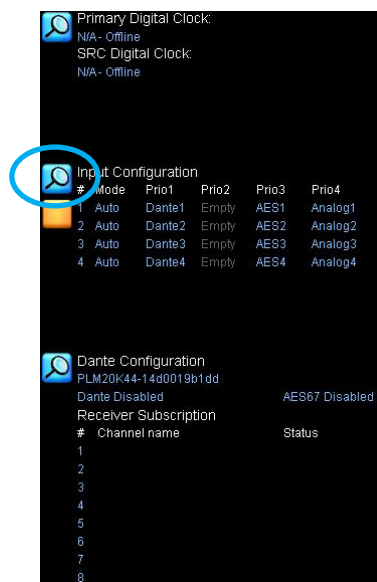 Primary Digital Clock:
N/A - Offline
SRC Digital Clock:
N/A - Offline
Input Configuration
# Mode Prio1 Prio2 Prio3 Prio4
1 Auto Dante1 Empty AES1 Analog1
2 Auto Dante2 Empty AES2 Analog2
3 Auto Dante3 Empty AES3 Analog3
4 Auto Dante4 Empty AES4 Analog4
Dante Configuration
PLM20K44-14d0019b1dd
Dante Disabled AES67 Disabled
Receiver Subscription
# Channel name Status
1
2
3
4
5
6
7
8